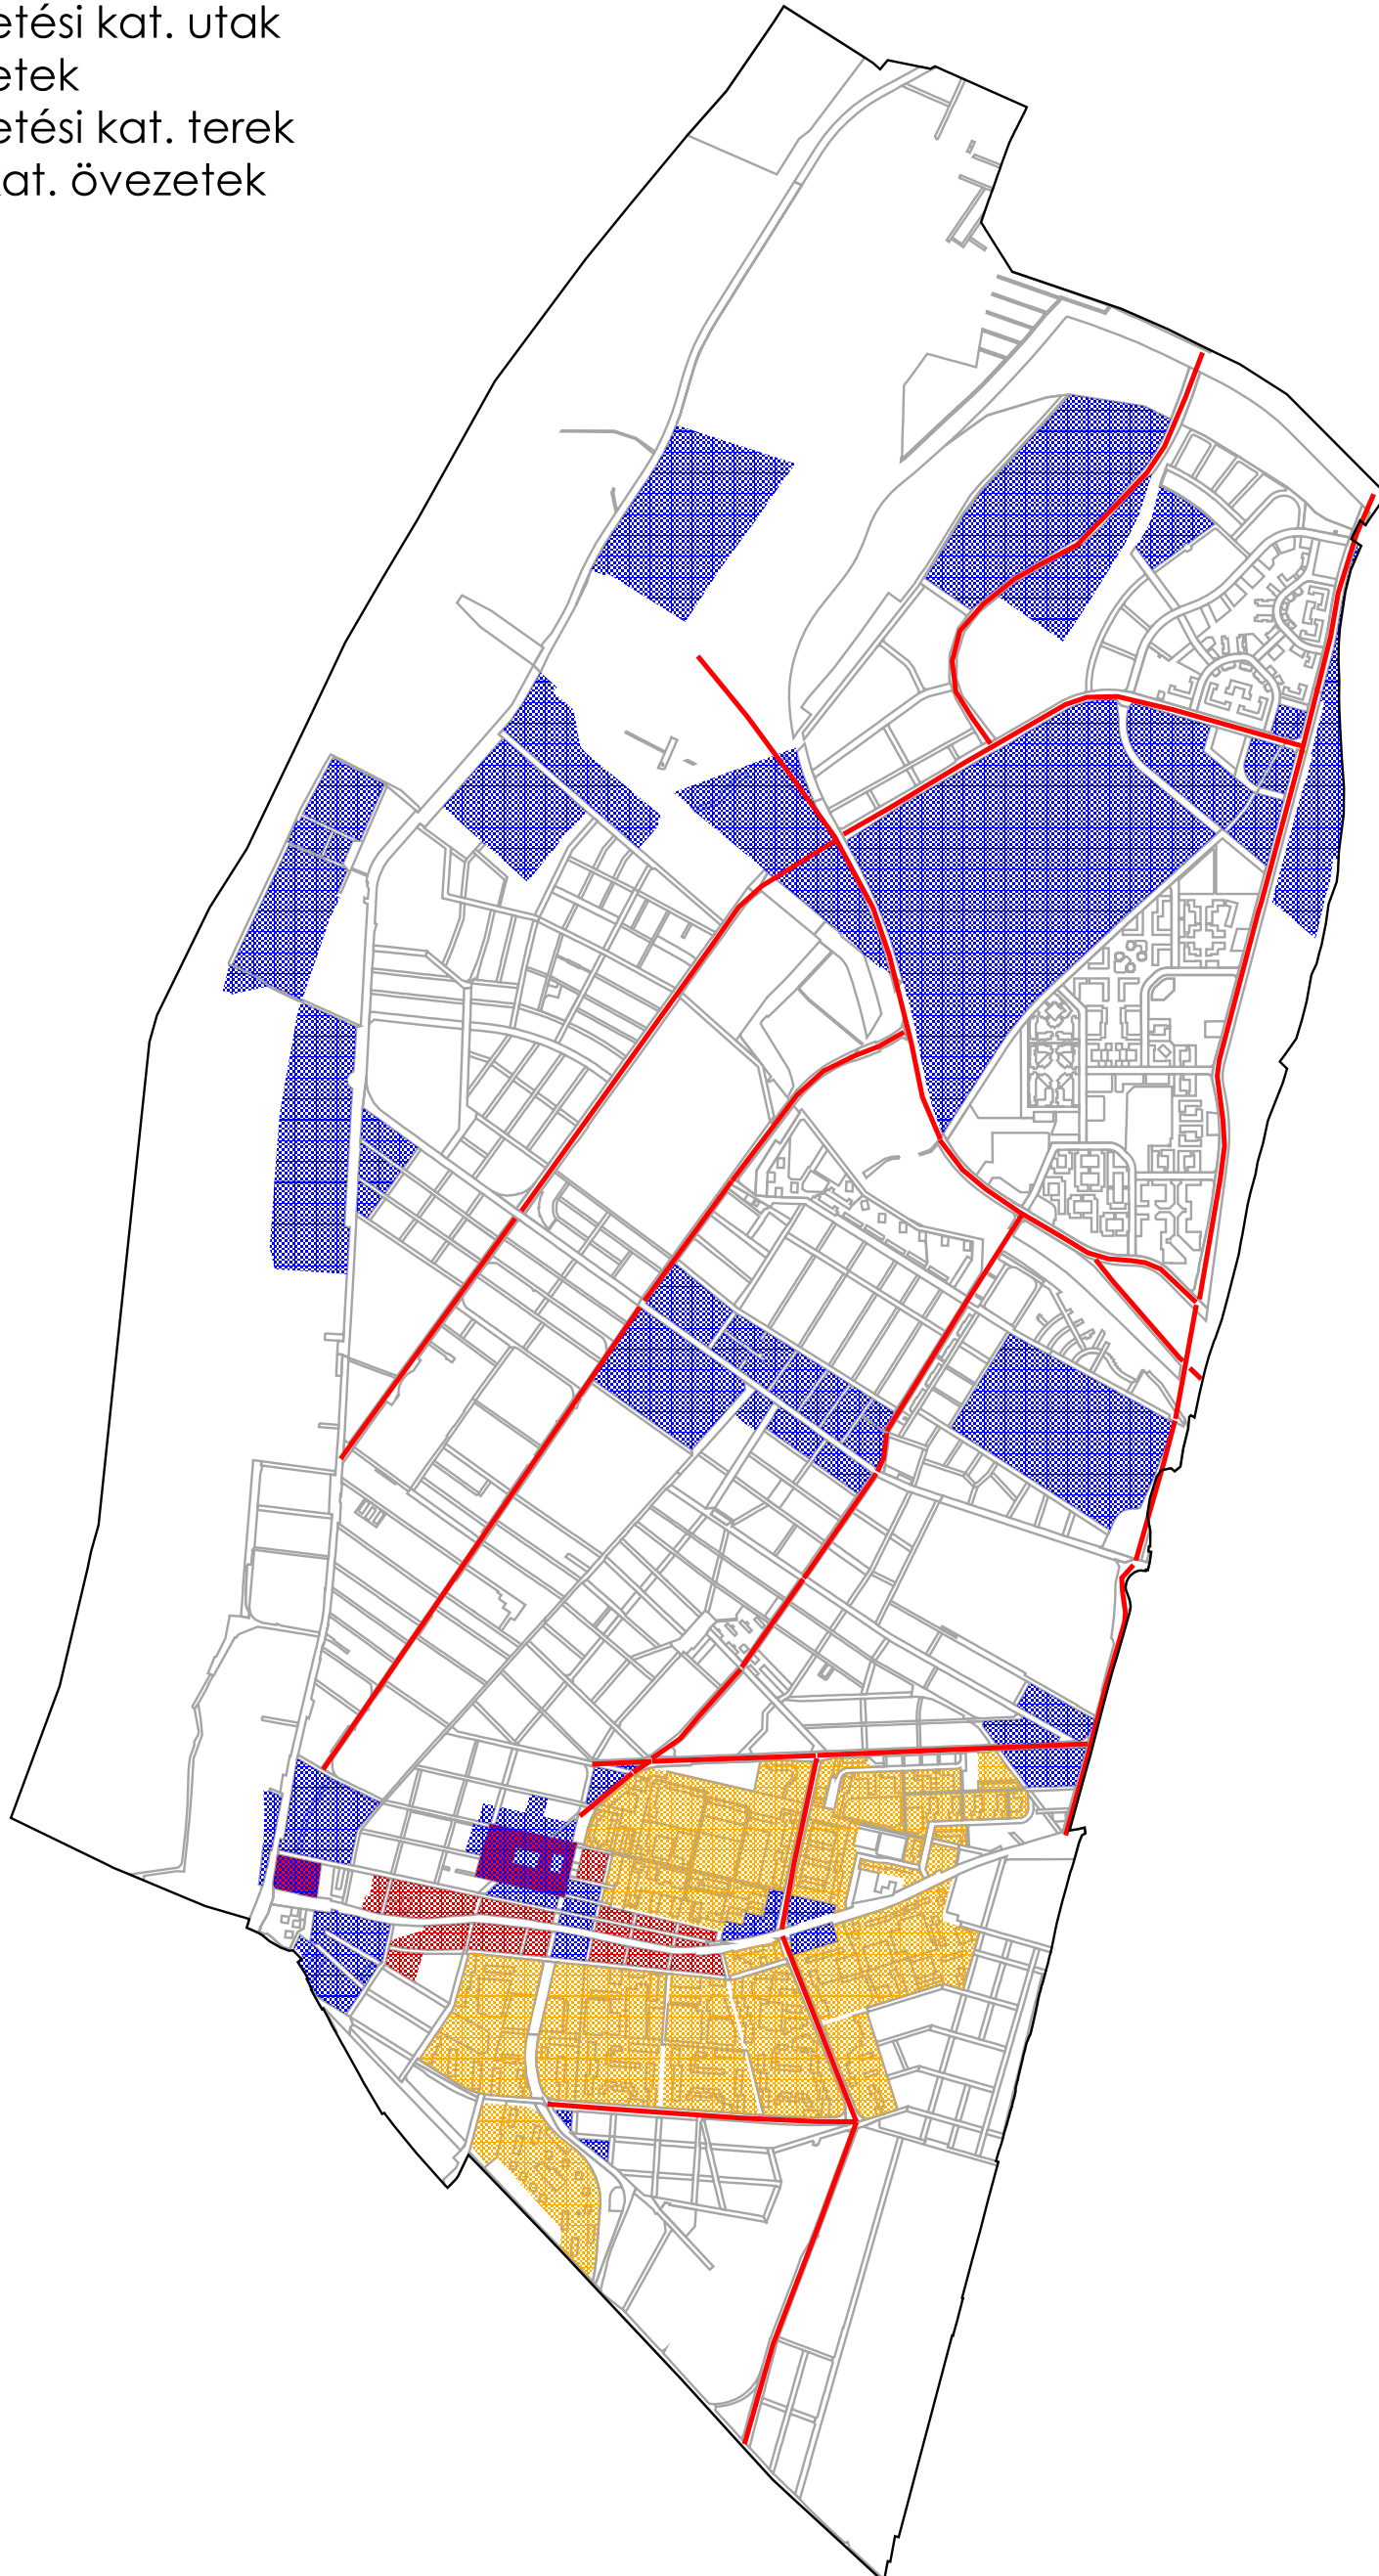 etési kat. utak
etek
etési kat. terek
at. övezetek